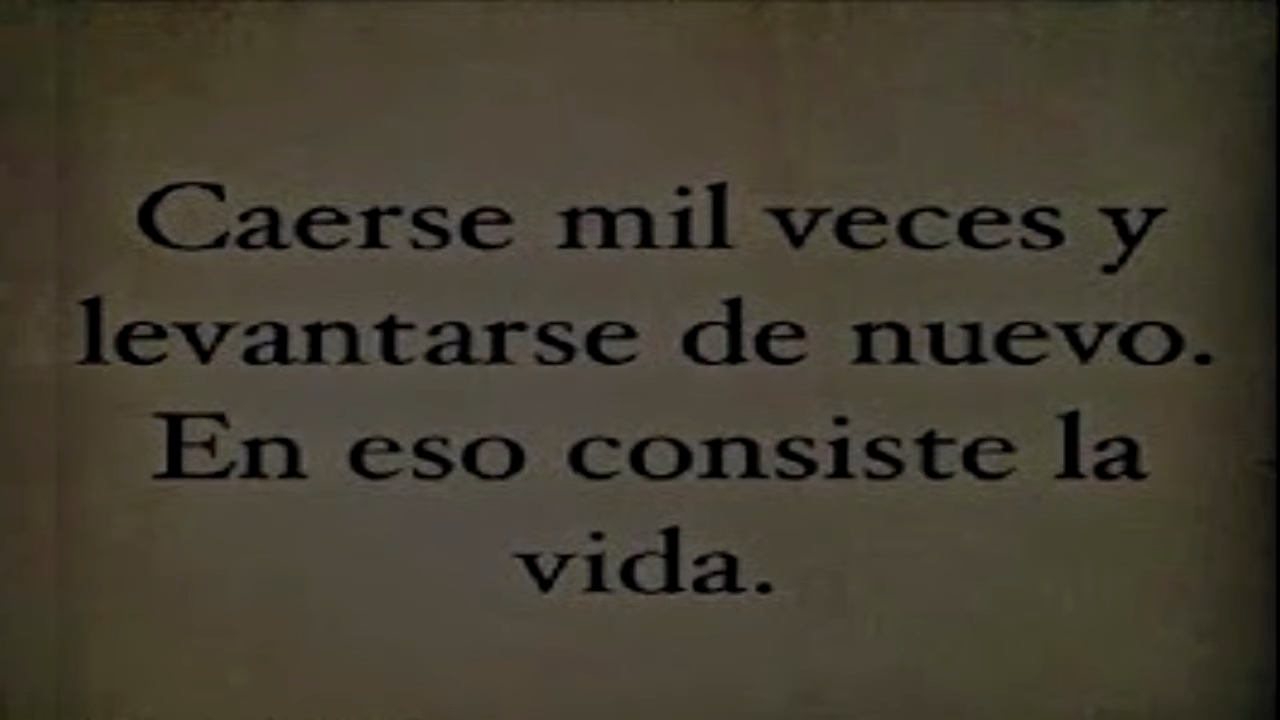 Caerse mil veces y
levantarse de nuevo.
En eso consiste la
vida.